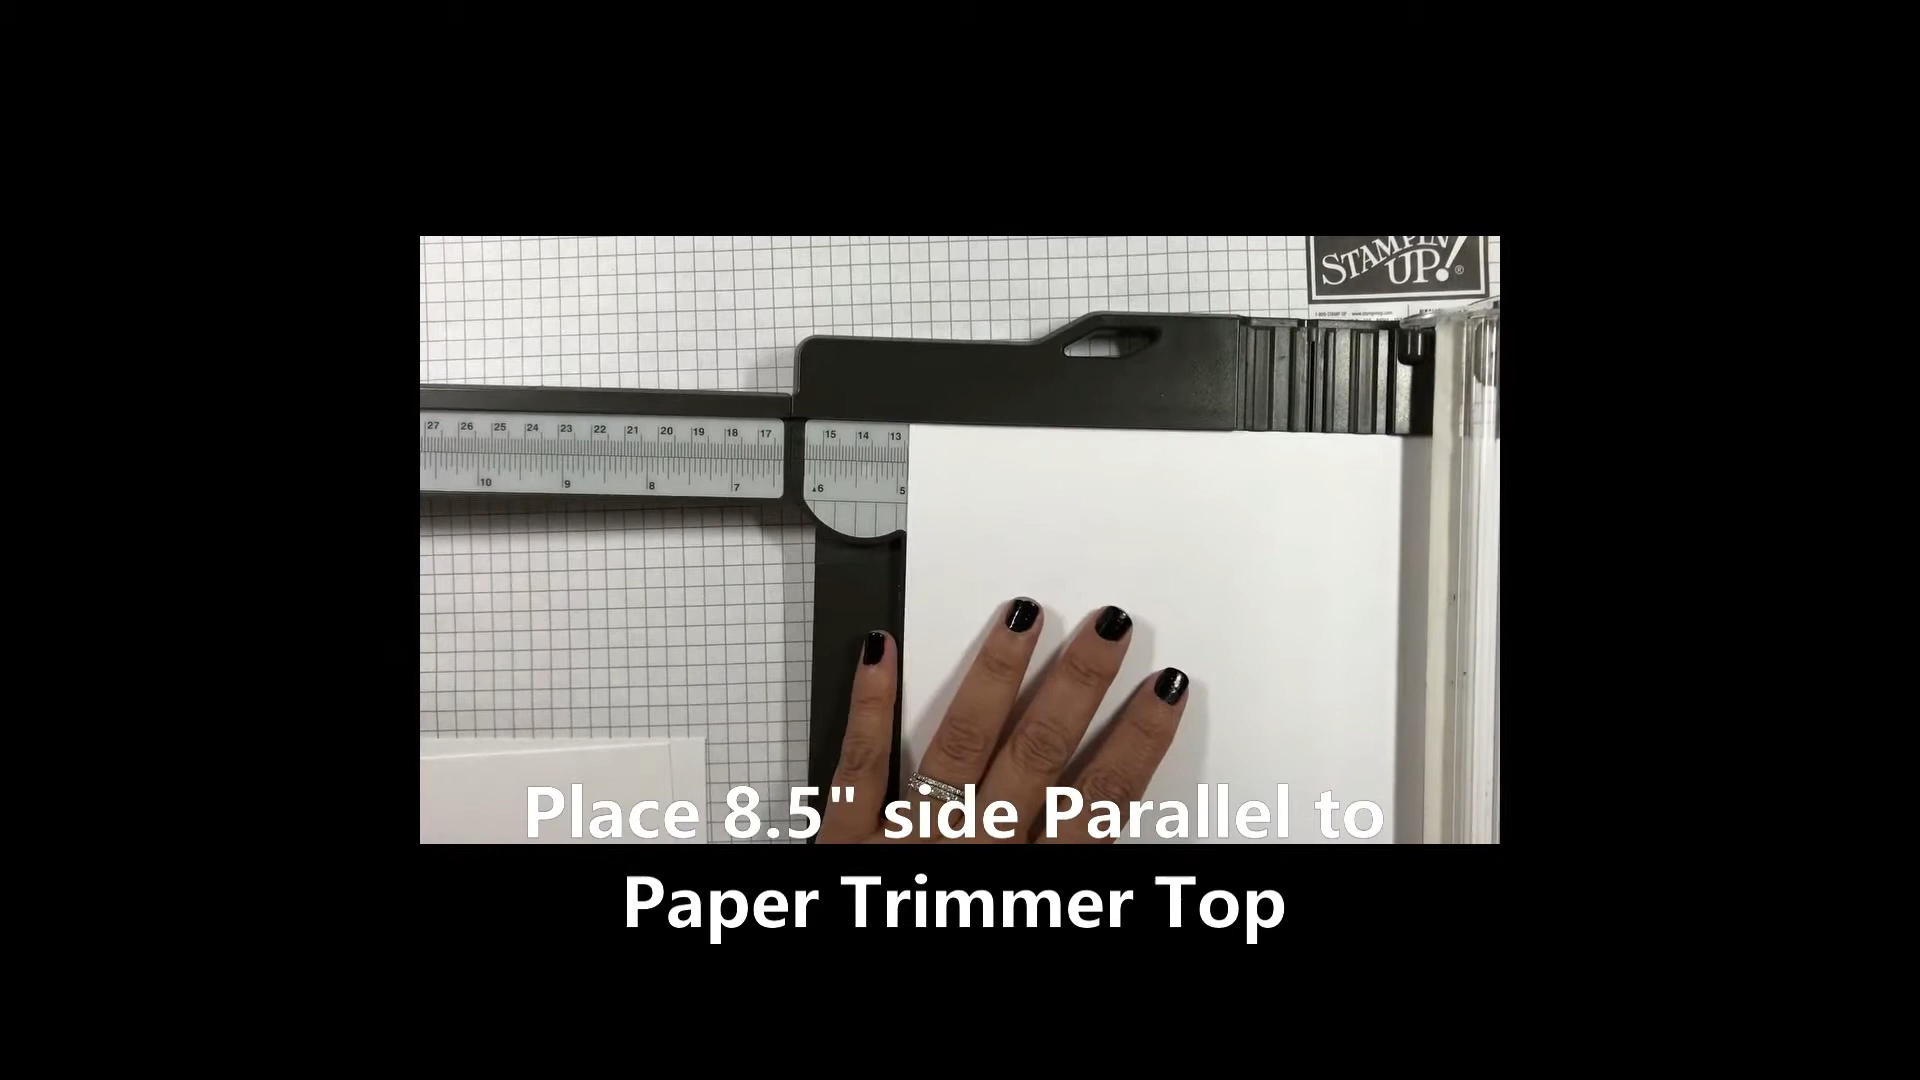 STAMPIN'
UP!®
27 26 25 24 23 22 21 20 19 18 17 15 14 13
10 9 8 7 6 5
Place 8.5" side Parallel to
Paper Trimmer Top